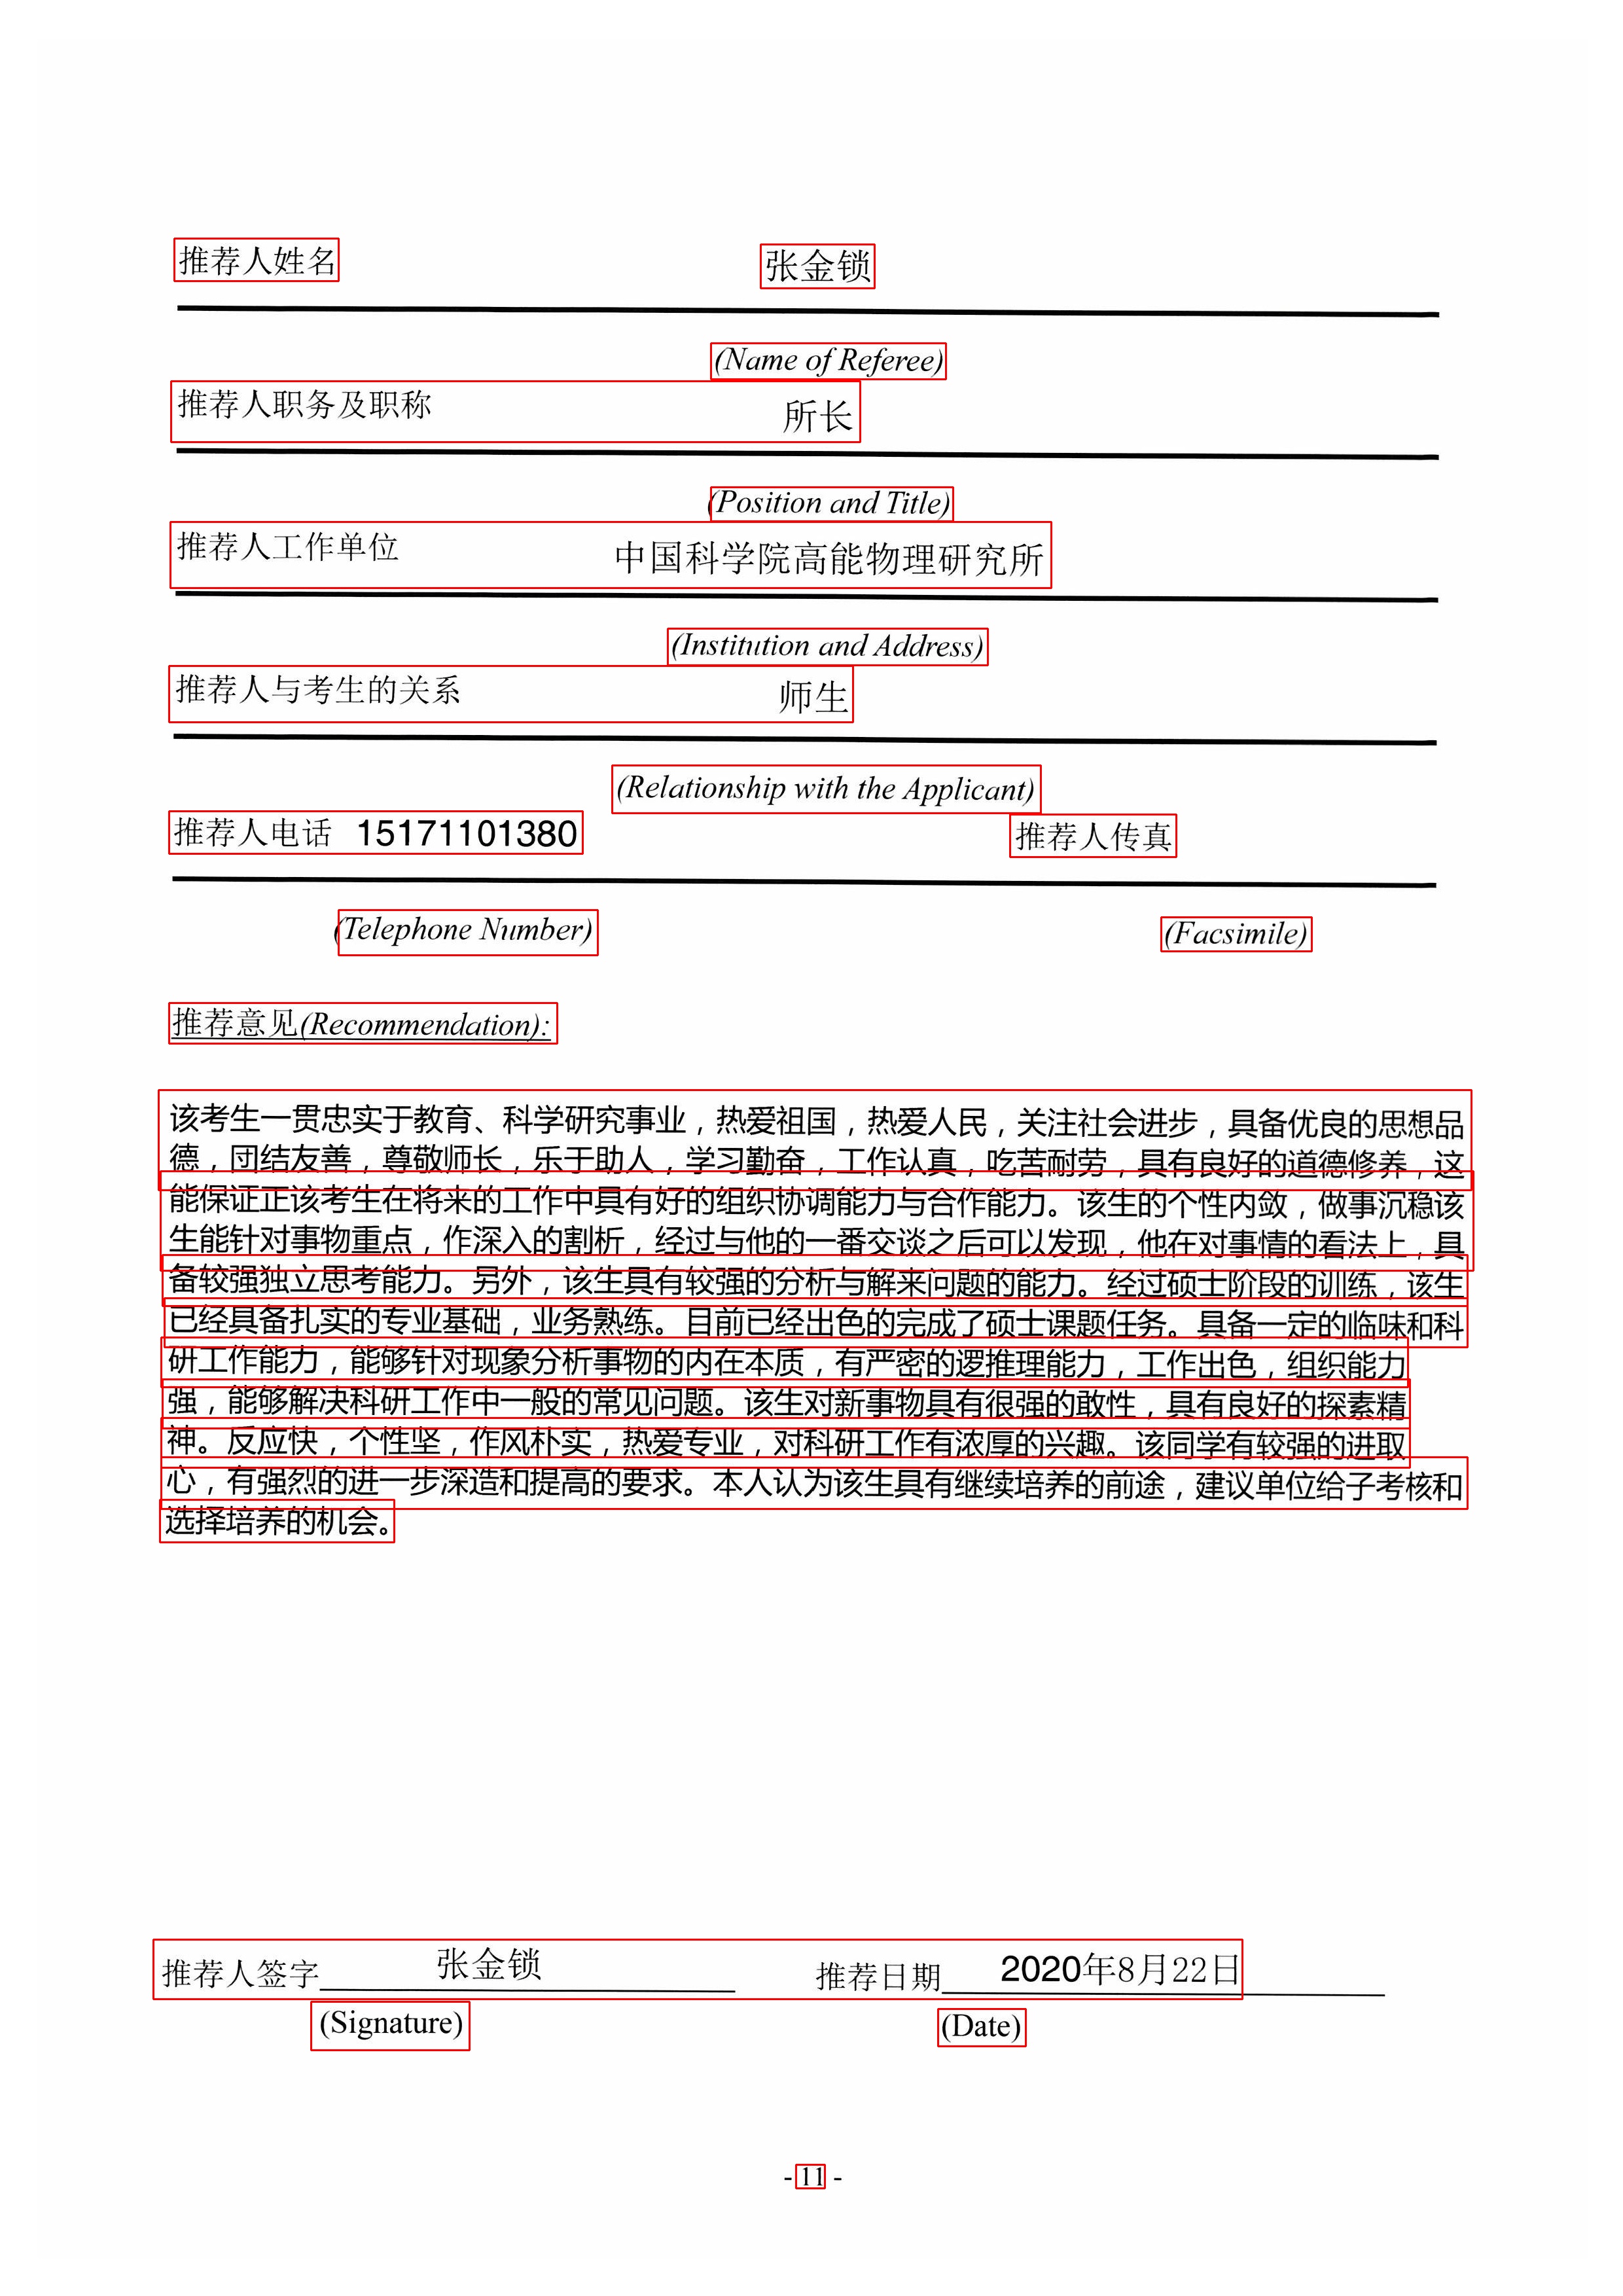 推荐人姓名 张金锁
(Name of Referee)
推荐人职务及职称 所长
(Position and Title)
推荐人工作单位 中国科学院高能物理研究所
(Institution and Address)
推荐人与考生的关系 师生
(Relationship with the Applicant)
推荐人电话 15171101380 推荐人传真
(Telephone Number) (Facsimile)
推荐意见(Recommendation):
该考生一贯忠实于教育、科学研究事业，热爱祖国，热爱人民，关注社会进步，具备优良的思想品
德，团结友善，尊敬师长，乐于助人，学习勤奋，工作认真，吃苦耐劳，具有良好的道德修养，这
能保证正该考生在将来的工作中具有好的组织协调能力与合作能力。该生的个性内敛，做事沉稳该
生能针对事物重点，作深入的割析，经过与他的一番交谈之后可以发现，他在对事情的看法上，具
备较强独立思考能力。另外，该生具有较强的分析与解来问题的能力。经过硕士阶段的训练，该生
已经具备扎实的专业基础，业务熟练。目前已经出色的完成了硕士课题任务。具备一定的临味和科
研工作能力，能够针对现象分析事物的内在本质，有严密的逻推理能力，工作出色，组织能力
强，能够解决科研工作中一般的常见问题。该生对新事物具有很强的敢性，具有良好的探素精
神。反应快，个性坚，作风朴实，热爱专业，对科研工作有浓厚的兴趣。该同学有较强的进取
心，有强烈的进一步深造和提高的要求。本人认为该生具有继续培养的前途，建议单位给子考核和
选择培养的机会。
推荐人签字 张金锁 推荐日期 2020年8月22日
(Signature) (Date)
- 11 -